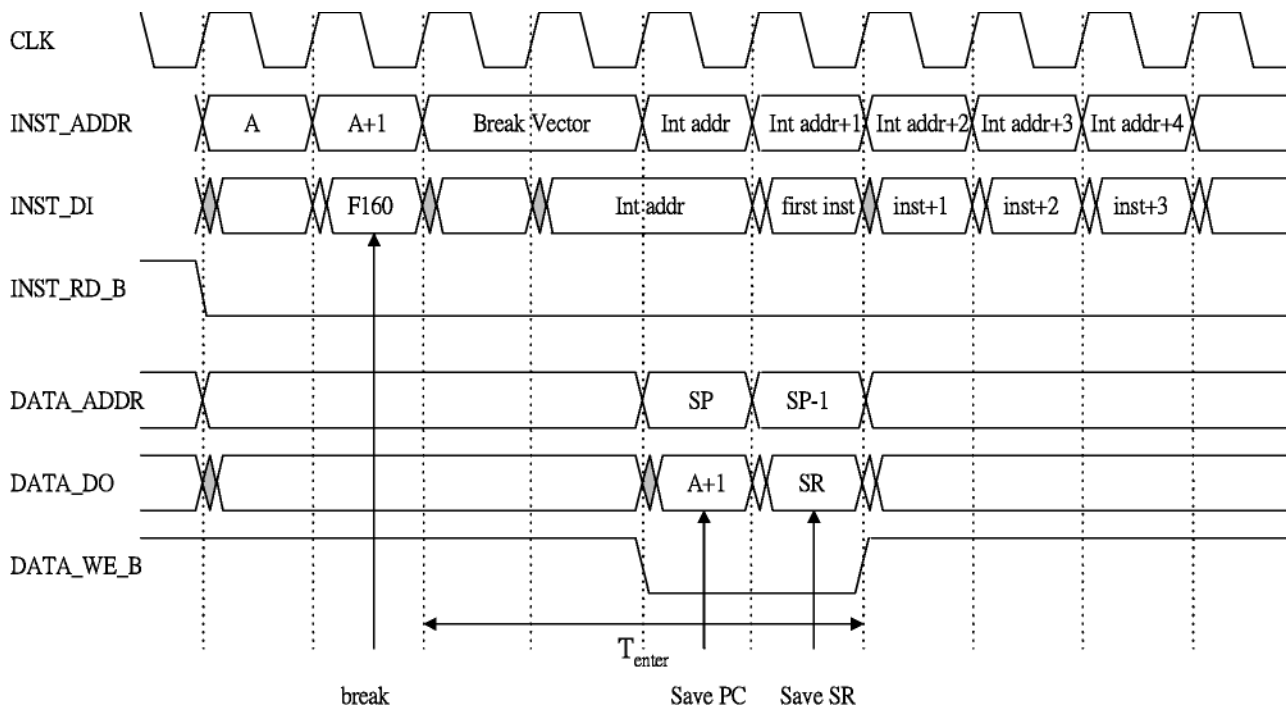 CLK
INST_ADDR A A+1 Break Vector Int addr Int addr+1 Int addr+2 Int addr+3 Int addr+4
INST_DI F160 Int addr first inst inst+1 inst+2 inst+3
INST_RD_B
DATA_ADDR SP SP-1
DATA_DO A+1 SR
DATA_WE_B
Tenter
break Save PC Save SR